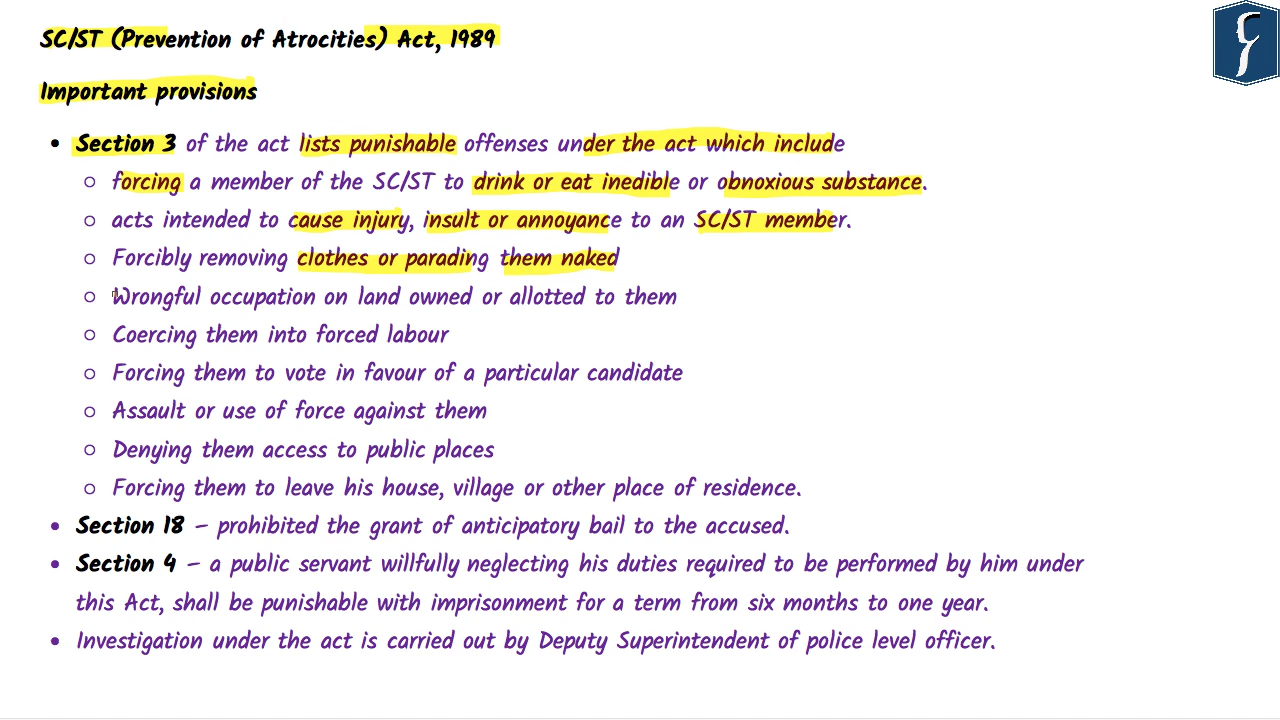 SC/ST (Prevention of Atrocities) Act, 1989
Important provisions
• Section 3 of the act lists punishable offenses under the act which include
○ forcing a member of the SC/ST to drink or eat inedible or obnoxious substance.
○ acts intended to cause injury, insult or annoyance to an SC/ST member.
○ Forcibly removing clothes or parading them naked
○ Wrongful occupation on land owned or allotted to them
○ Coercing them into forced labour
○ Forcing them to vote in favour of a particular candidate
○ Assault or use of force against them
○ Denying them access to public places
○ Forcing them to leave his house, village or other place of residence.
• Section 18 – prohibited the grant of anticipatory bail to the accused.
• Section 4 – a public servant willfully neglecting his duties required to be performed by him under
this Act, shall be punishable with imprisonment for a term from six months to one year.
• Investigation under the act is carried out by Deputy Superintendent of police level officer.